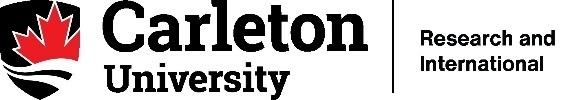 Carleton
University
Research and
International